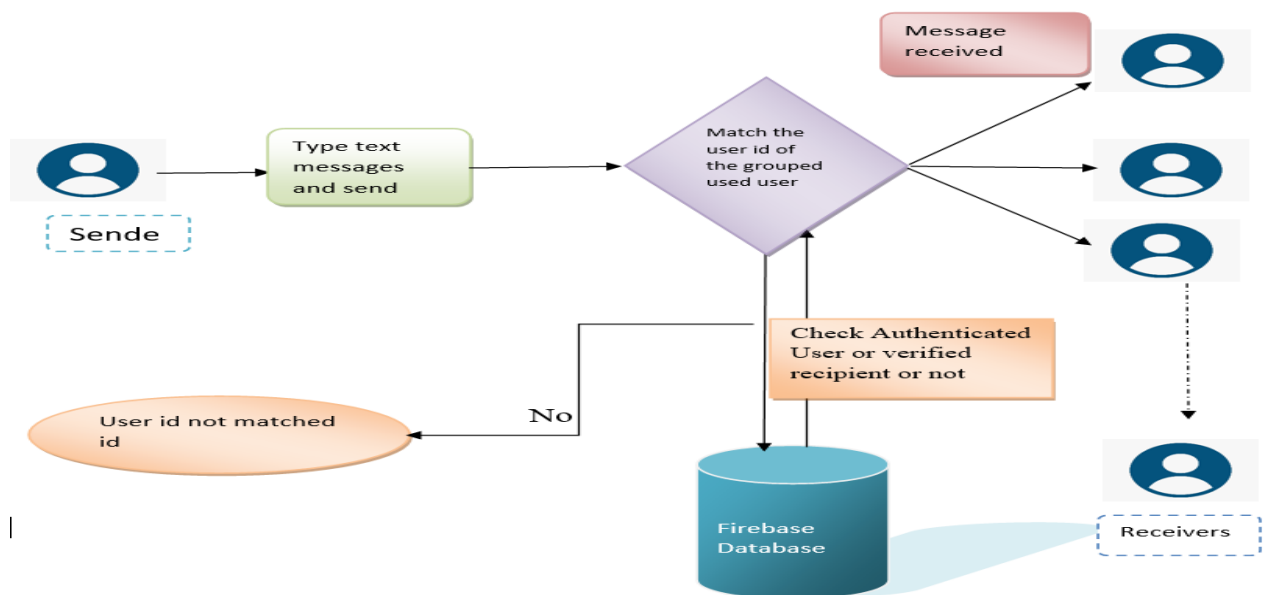 Message
received
Type text
messages
and send
Match the
user id of
the grouped
used user
Sende
Check Authenticated
User or verified
recipient or not
No
User id not matched
id
Firebase
Database
Receivers